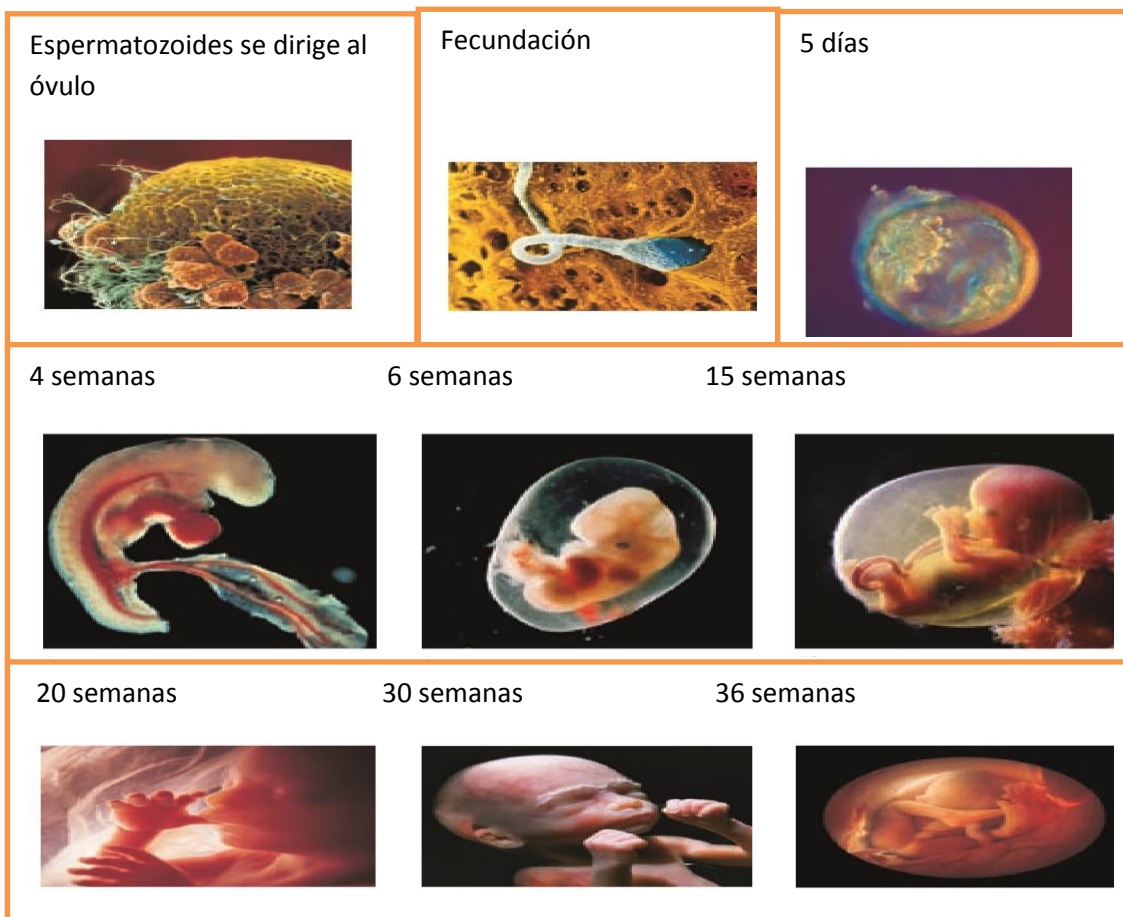 Espermatozoides se dirige al
óvulo
Fecundación
5 días
4 semanas
6 semanas
15 semanas
20 semanas
30 semanas
36 semanas